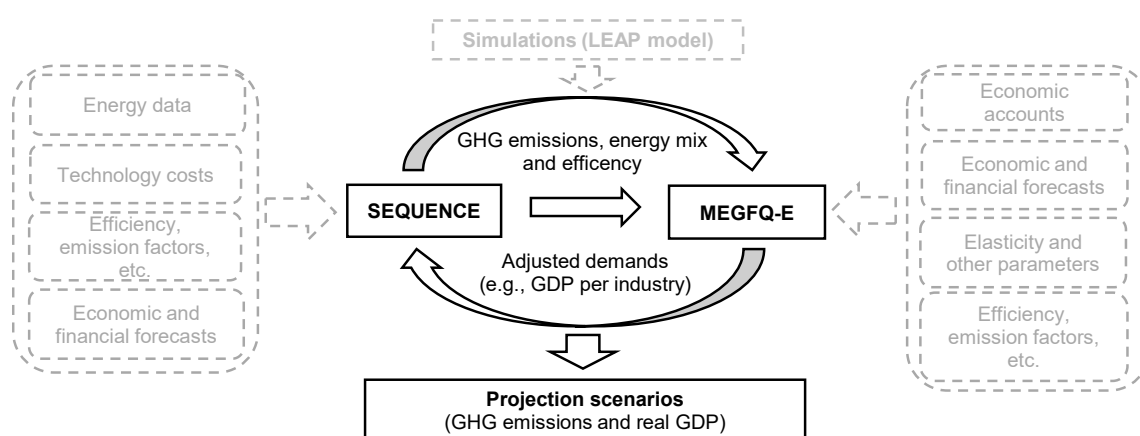 Simulations (LEAP model)
Energy data
Technology costs
Efficiency,
emission factors,
etc.
Economic and
financial forecasts
GHG emissions, energy mix
and efficency
SEQUENCE
MEGFQ-E
Adjusted demands
(e.g., GDP per industry)
Economic
accounts
Economic and
financial forecasts
Elasticity and
other parameters
Efficiency,
emission factors,
etc.
Projection scenarios
(GHG emissions and real GDP)